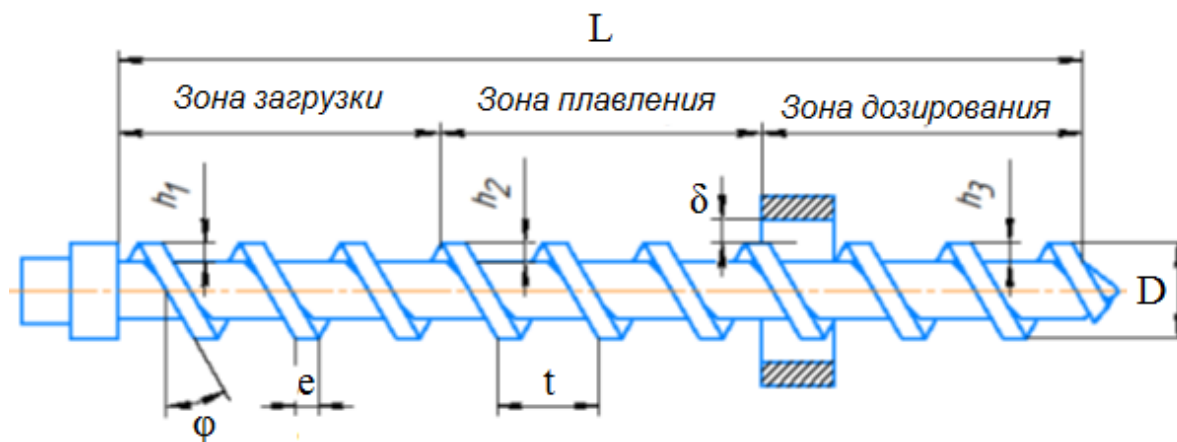 L
Зона загрузки
Зона плавления
Зона дозирования
h1
h2
δ
h3
D
e
t
φ